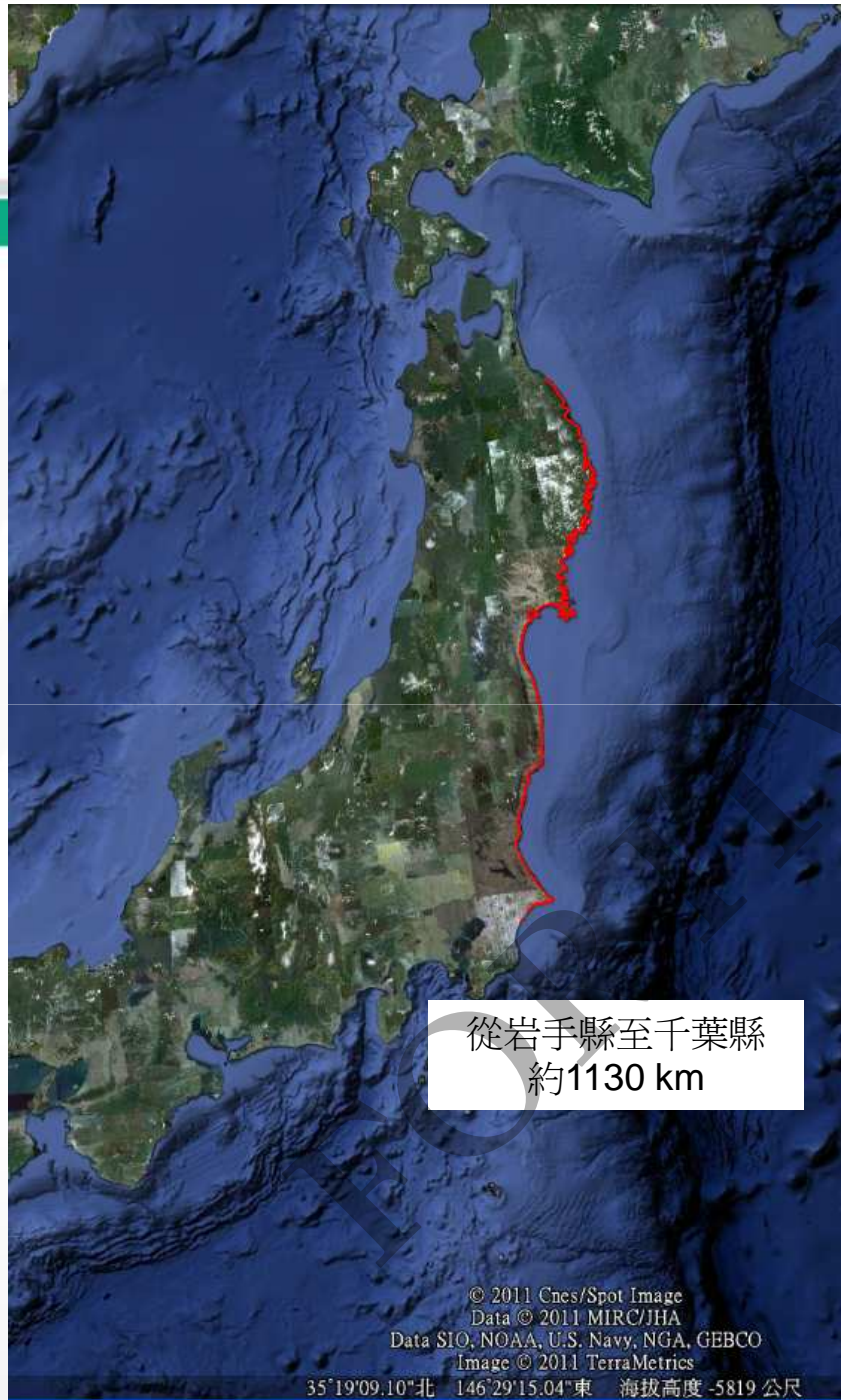 從岩手縣至千葉縣
約1130 km
© 2011 Cnes/Spot Image
Data © 2011 MIRC/JHA
Data SIO, NOAA, U.S. Navy, NGA, GEBCO
Image © 2011 TerraMetrics
35°19'09.10"北 146°29'15.04"東 海拔高度 -5819 公尺